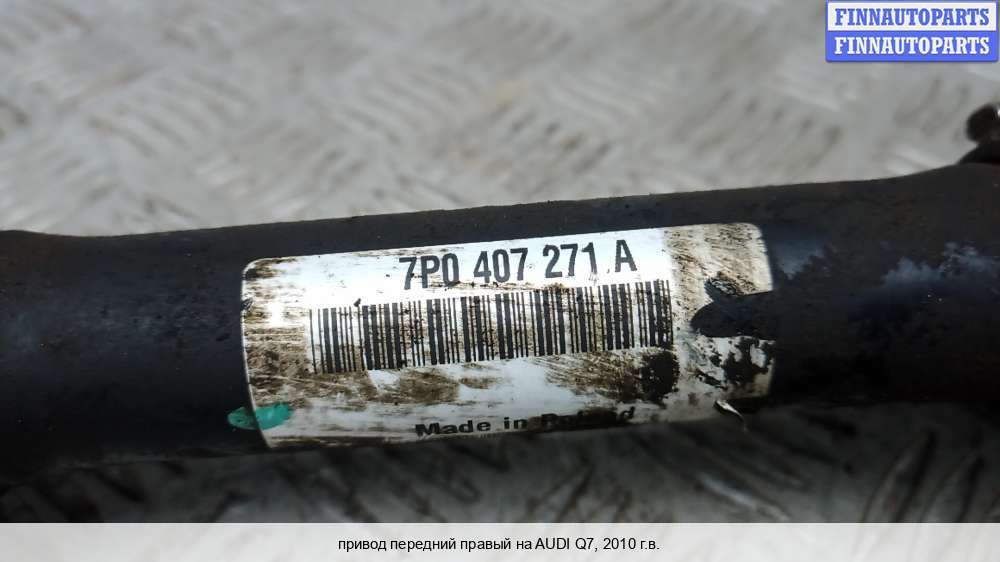 FINNAUTOPARTS
FINNAUTOPARTS
7P0 407 271 A
Made in Poland
привод передний правый на AUDI Q7, 2010 г.в.